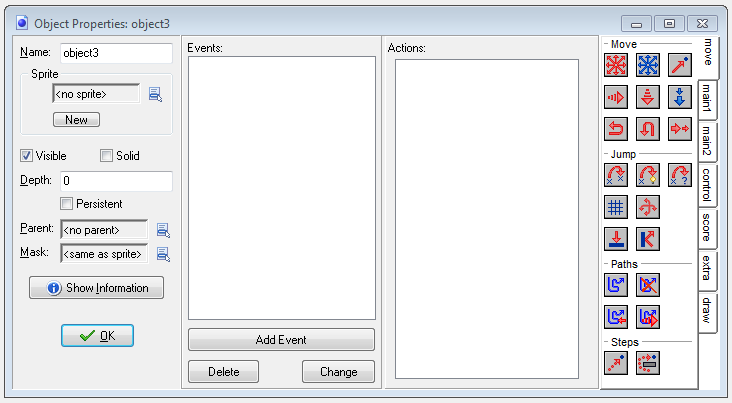 Object Properties: object3
Name: object3
Sprite
<no sprite>
New
Visible Solid
Depth: 0
Persistent
Parent: <no parent>
Mask: <same as sprite>
Show Information
OK
Events:
Add Event
Delete Change
Actions:
Move
Jump
Paths
Steps
move
main1
main2
control
score
extra
draw